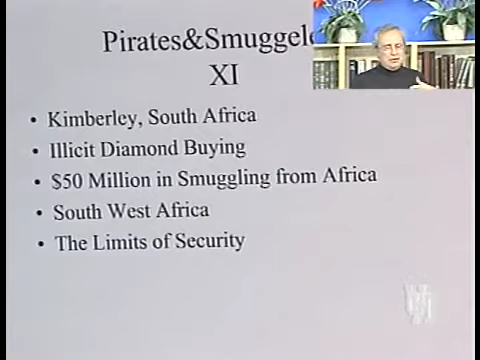 Pirates&Smuggele
XI
• Kimberley, South Africa
• Illicit Diamond Buying
• $50 Million in Smuggling from Africa
• South West Africa
• The Limits of Security